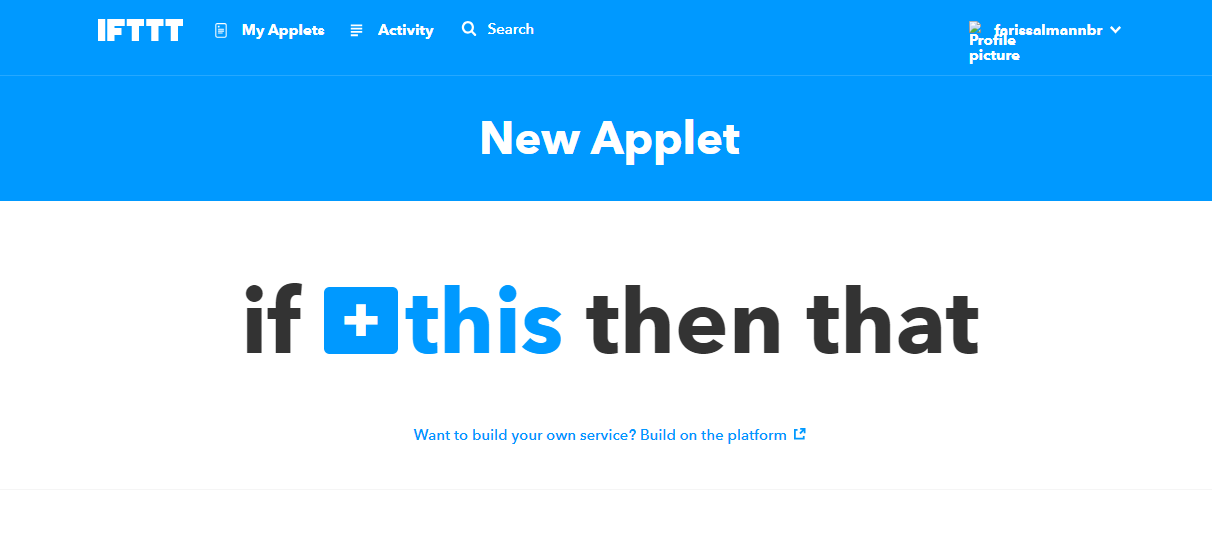 IFTTT My Applets Activity Search farissalmannbr
Profile
picture
New Applet
if + this then that
Want to build your own service? Build on the platform